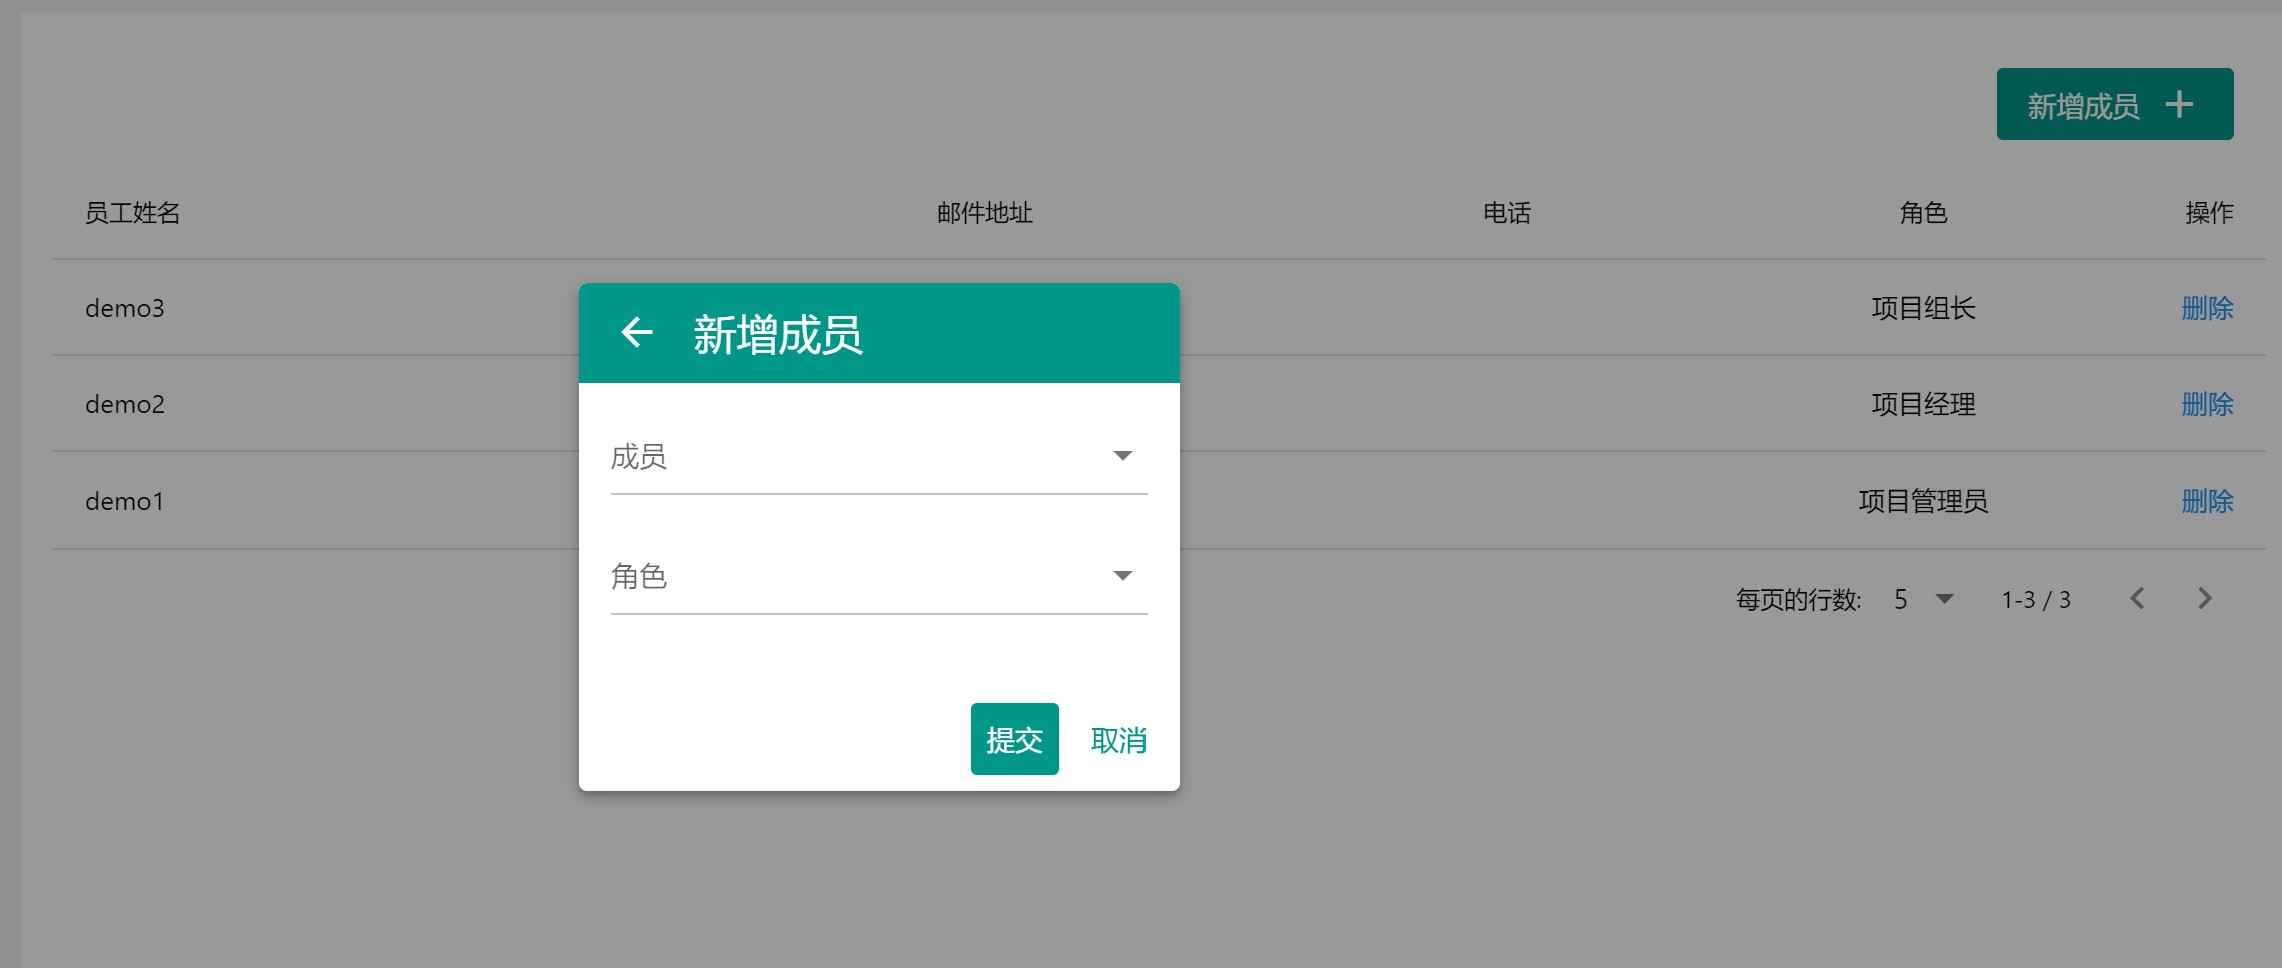 新增成员
员工姓名 邮件地址 电话 角色 操作
demo3 项目组长 删除
新增成员
demo2 项目经理 删除
成员
demo1 项目管理员 删除
角色
每页的行数: 5 1-3 / 3
提交 取消